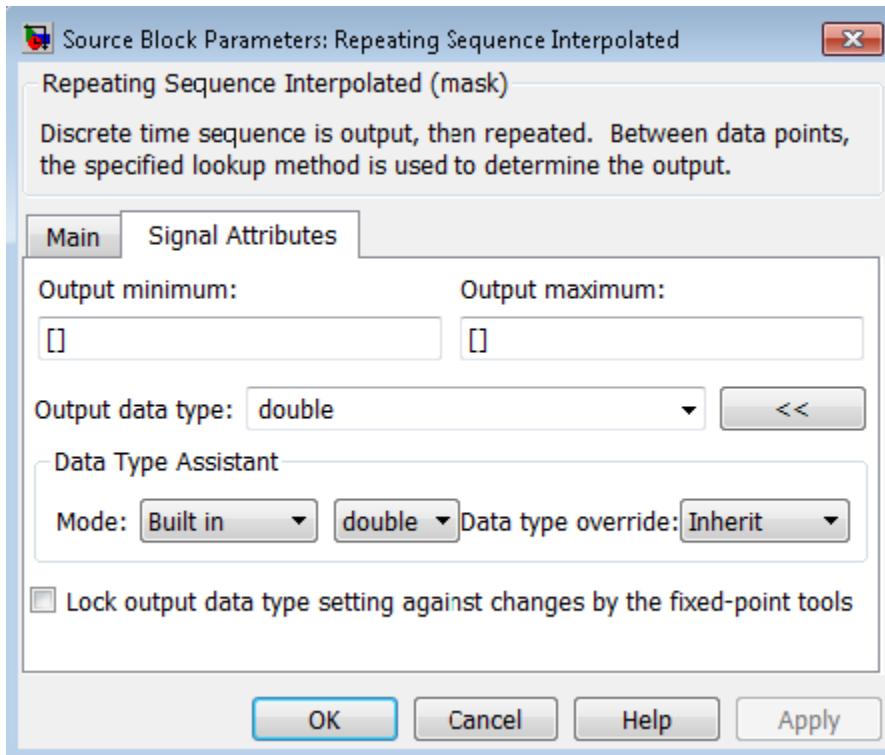 Source Block Parameters: Repeating Sequence Interpolated
Repeating Sequence Interpolated (mask)
Discrete time sequence is output, then repeated. Between data points,
the specified lookup method is used to determine the output.
Main Signal Attributes
Output minimum: Output maximum:
[] []
Output data type: double <<
Data Type Assistant
Mode: Built in double Data type override: Inherit
Lock output data type setting against changes by the fixed-point tools
OK Cancel Help Apply